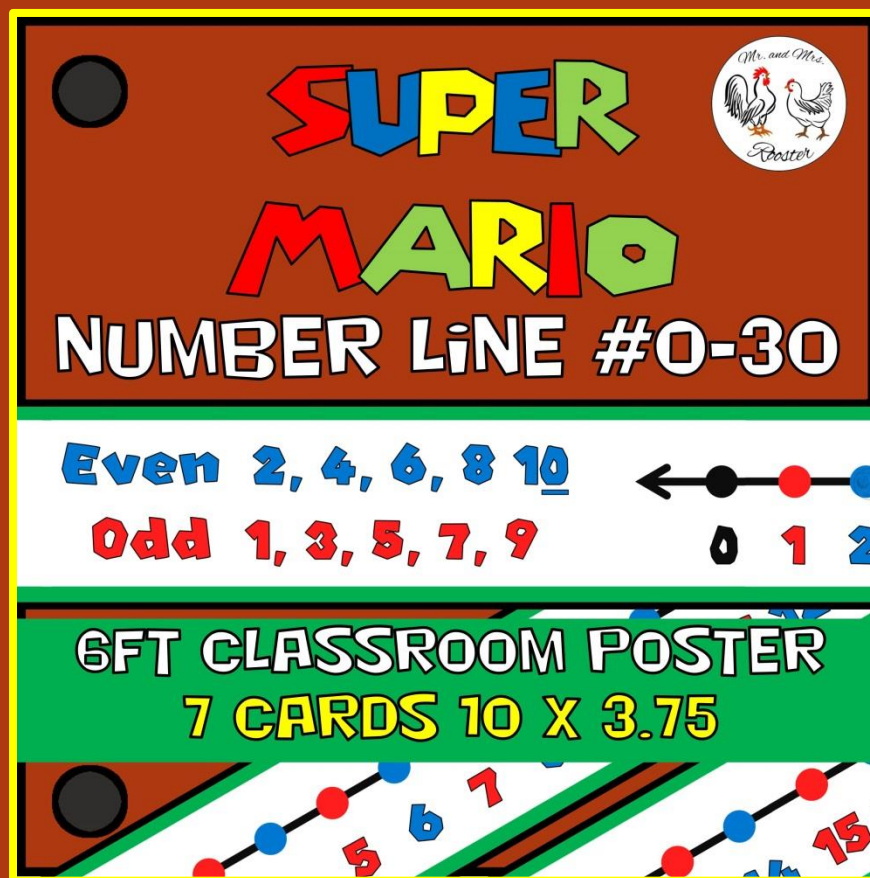 SUPER
Mr. and Mrs.
Rooster
MARIO
NUMBER LiNE #0-30
Even 2, 4, 6, 8 10
Odd 1, 3, 5, 7, 9
0 1 2
6FT CLASSROOM POSTER
7 CARDS 10 X 3.75
5 6 7
14 15